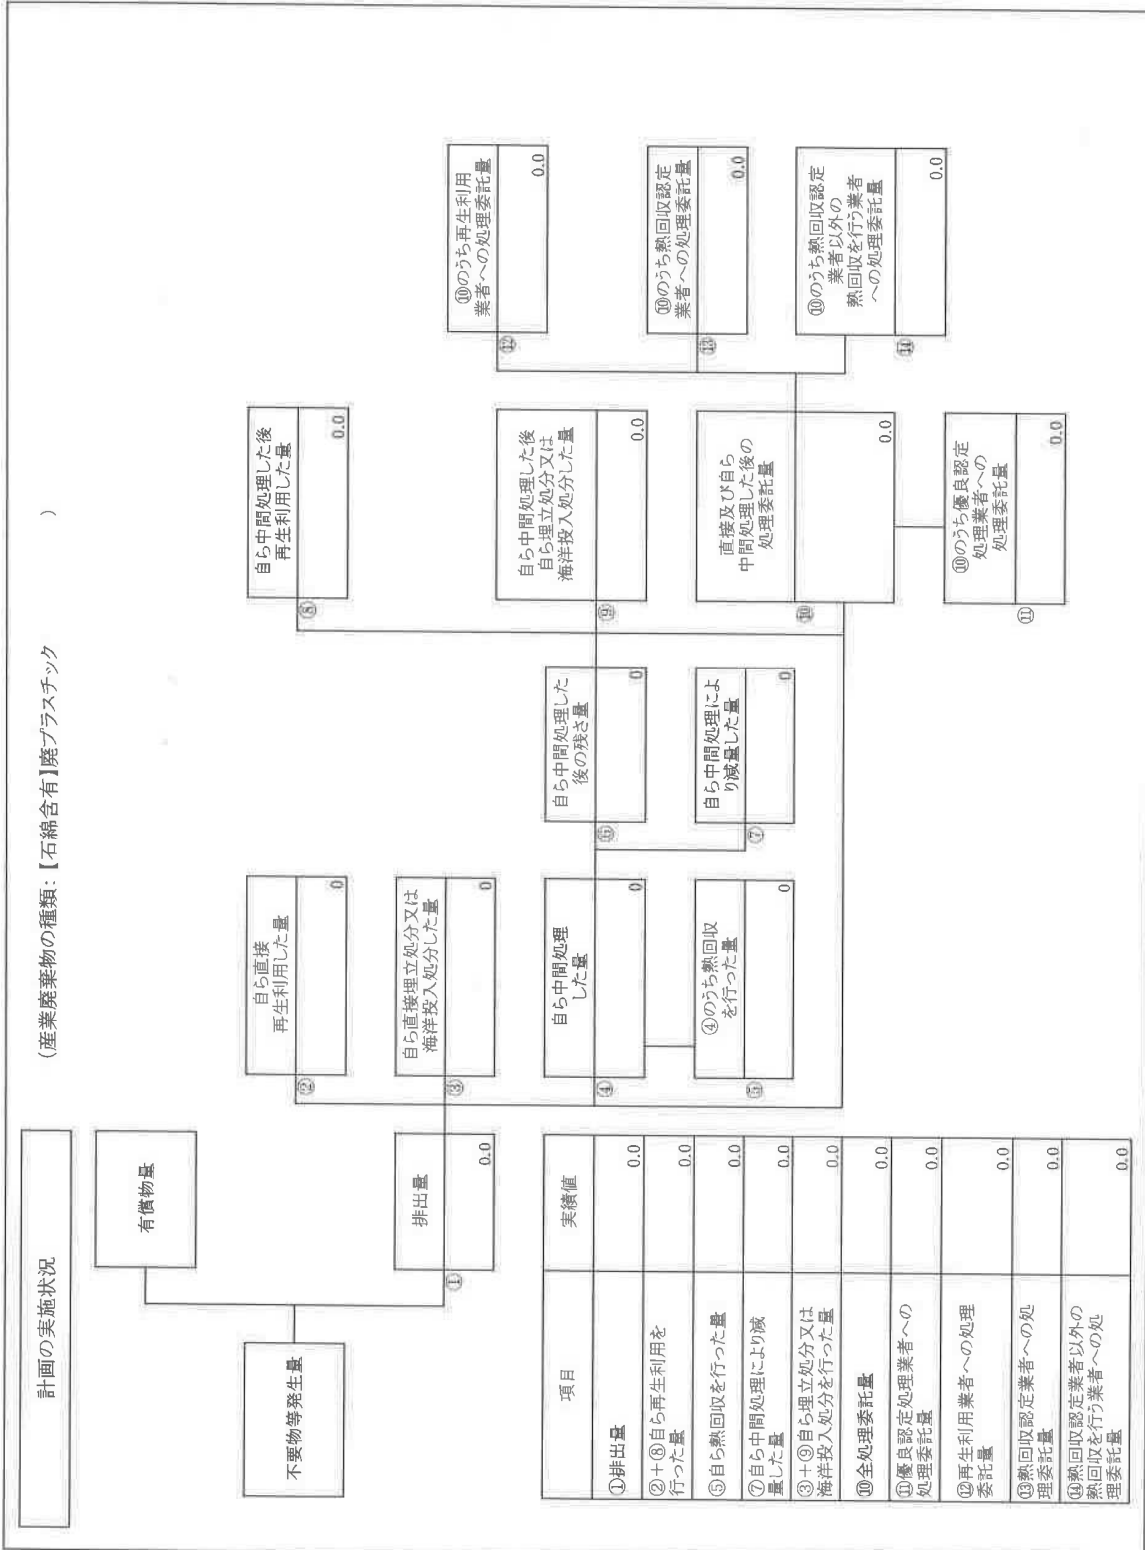 計画の実施状況
(産業廃棄物の種類:【石綿含有】廃プラスチック )
不要物等発生量
有償物量
①
排出量
0.0
②
自ら直接
再生利用した量
0
③
自ら直接埋立処分又は
海洋投入処分した量
0
④
自ら中間処理
した量
0
⑤
④のうち熱回収
を行った量
0
⑥
自ら中間処理した
後の残さ量
0
⑦
自ら中間処理によ
り減量した量
0
⑧
自ら中間処理した後
再生利用した量
0.0
⑨
自ら中間処理した後
自ら埋立処分又は
海洋投入処分した量
0.0
⑩
直接及び自ら
中間処理した後の
処理委託量
0.0
⑪
⑩のうち優良認定
処理業者への
処理委託量
0.0
⑫
⑩のうち再生利用
業者への処理委託量
0.0
⑬
⑩のうち熱回収認定
業者への処理委託量
0.0
⑭
⑩のうち熱回収認定
業者以外の
熱回収を行う業者
への処理委託量
0.0
項目 実績値
①排出量 0.0
②+⑧自ら再生利用を
行った量 0.0
⑤自ら熱回収を行った量 0.0
⑦自ら中間処理により減
量した量 0.0
③+⑨自ら埋立処分又は
海洋投入処分を行った量 0.0
⑩全処理委託量 0.0
⑪優良認定処理業者への
処理委託量 0.0
⑫再生利用業者への処理
委託量 0.0
⑬熱回収認定業者への処
理委託量 0.0
⑭熱回収認定業者以外の
熱回収を行う業者への処
理委託量 0.0